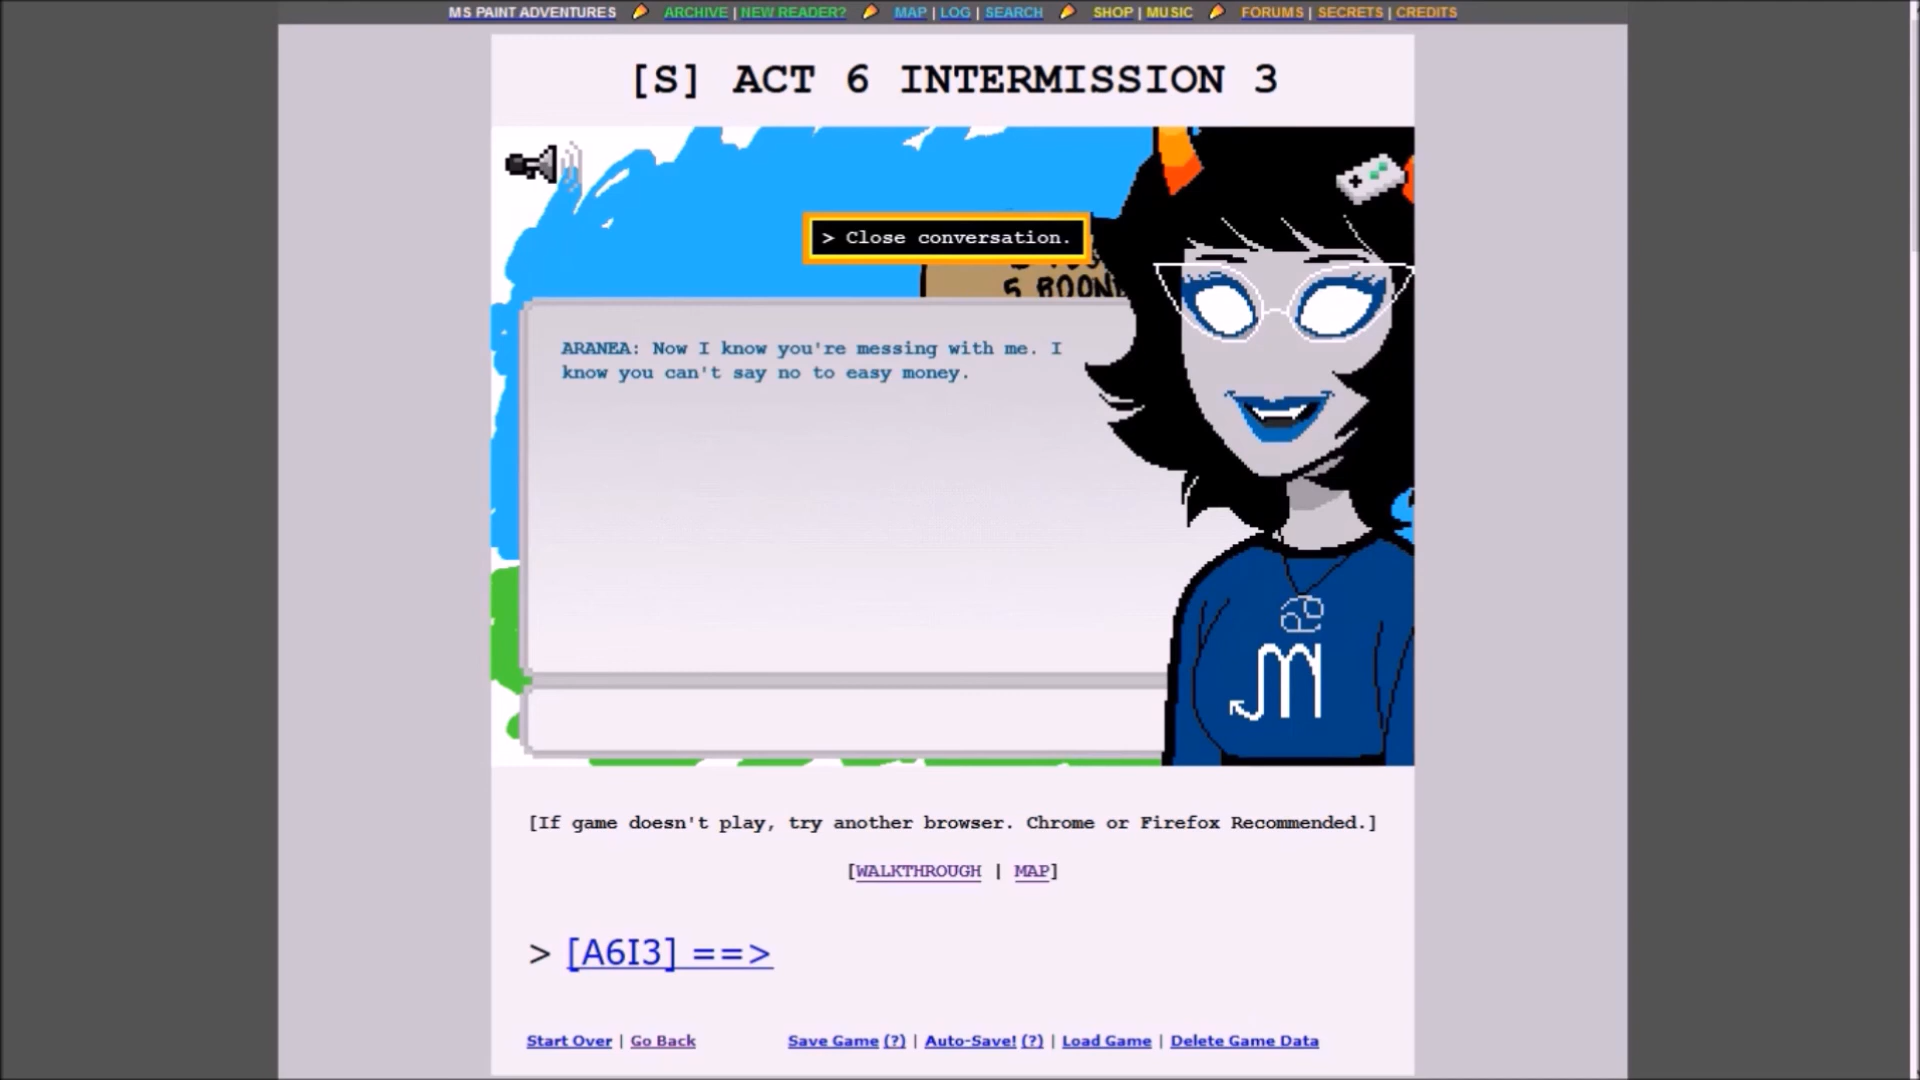 MS PAINT ADVENTURES ARCHIVE | NEW READER? MAP | LOG | SEARCH SHOP | MUSIC FORUMS | SECRETS | CREDITS
[S] ACT 6 INTERMISSION 3
> Close conversation.
5 BOON
ARANEA: Now I know you're messing with me. I
know you can't say no to easy money.
[If game doesn't play, try another browser. Chrome or Firefox Recommended.]
[WALKTHROUGH | MAP]
> [A6I3] ==>
Start Over | Go Back Save Game (?) | Auto-Save! (?) | Load Game | Delete Game Data